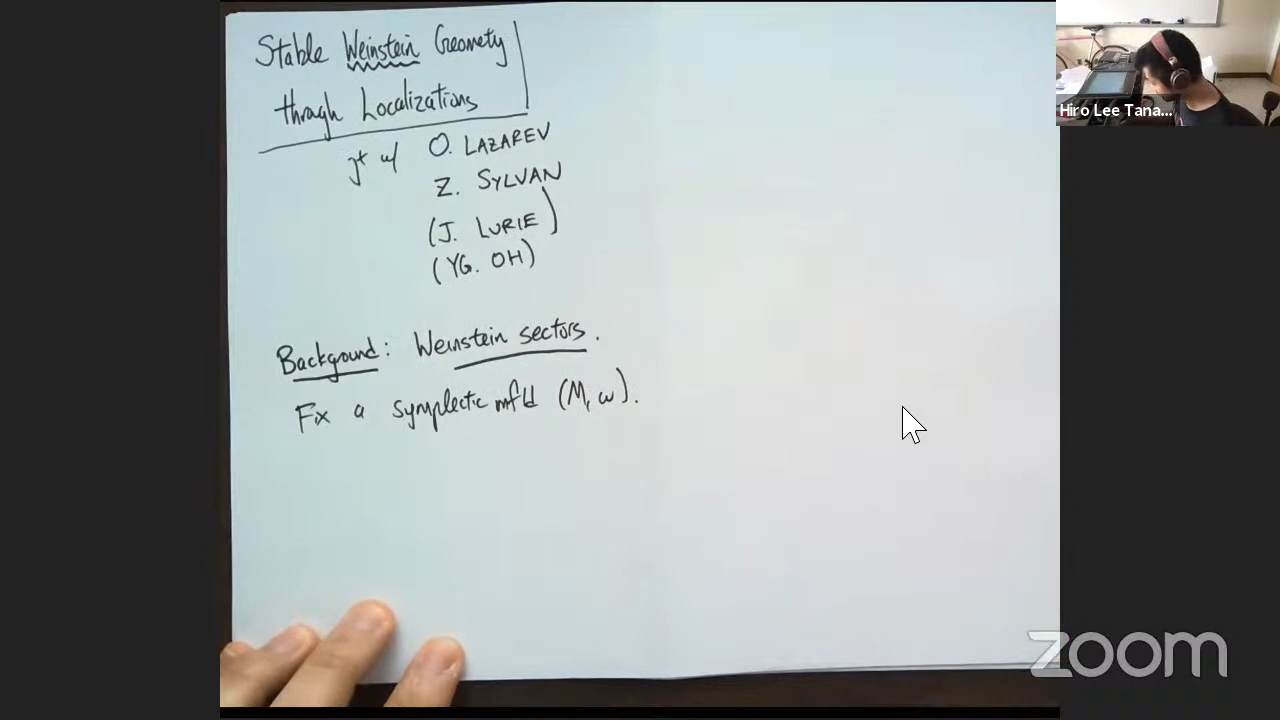 Stable Weinstein Geometry
through Localizations
jt w/ O. LAZAREV
Z. SYLVAN
(J. LURIE)
(YG. OH)
Background: Weinstein sectors.
Fix a symplectic mfld (M, ω).
Hiro Lee Tana...
zoom